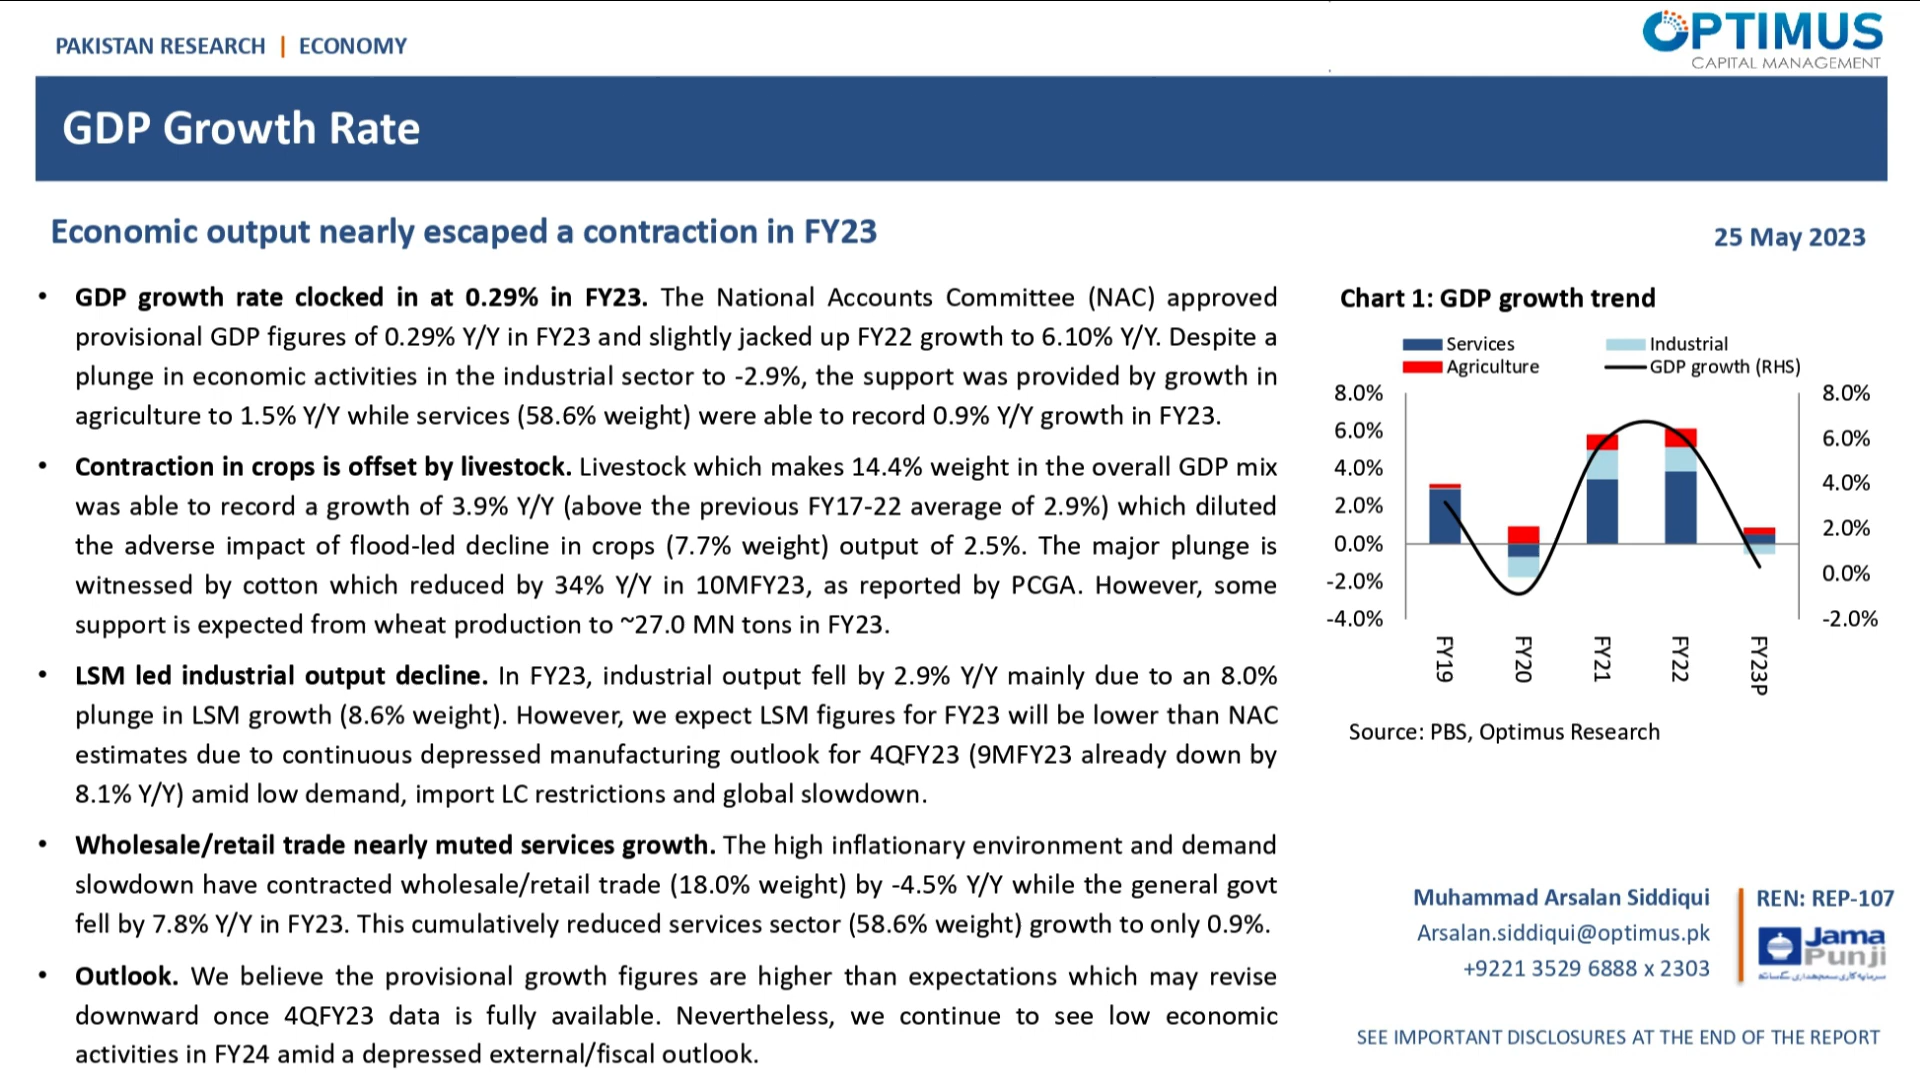 PAKISTAN RESEARCH | ECONOMY
OPTIMUS
CAPITAL MANAGEMENT
GDP Growth Rate
Economic output nearly escaped a contraction in FY23
25 May 2023
• GDP growth rate clocked in at 0.29% in FY23. The National Accounts Committee (NAC) approved
provisional GDP figures of 0.29% Y/Y in FY23 and slightly jacked up FY22 growth to 6.10% Y/Y. Despite a
plunge in economic activities in the industrial sector to -2.9%, the support was provided by growth in
agriculture to 1.5% Y/Y while services (58.6% weight) were able to record 0.9% Y/Y growth in FY23.
• Contraction in crops is offset by livestock. Livestock which makes 14.4% weight in the overall GDP mix
was able to record a growth of 3.9% Y/Y (above the previous FY17-22 average of 2.9%) which diluted
the adverse impact of flood-led decline in crops (7.7% weight) output of 2.5%. The major plunge is
witnessed by cotton which reduced by 34% Y/Y in 10MFY23, as reported by PCGA. However, some
support is expected from wheat production to ~27.0 MN tons in FY23.
• LSM led industrial output decline. In FY23, industrial output fell by 2.9% Y/Y mainly due to an 8.0%
plunge in LSM growth (8.6% weight). However, we expect LSM figures for FY23 will be lower than NAC
estimates due to continuous depressed manufacturing outlook for 4QFY23 (9MFY23 already down by
8.1% Y/Y) amid low demand, import LC restrictions and global slowdown.
• Wholesale/retail trade nearly muted services growth. The high inflationary environment and demand
slowdown have contracted wholesale/retail trade (18.0% weight) by -4.5% Y/Y while the general govt
fell by 7.8% Y/Y in FY23. This cumulatively reduced services sector (58.6% weight) growth to only 0.9%.
• Outlook. We believe the provisional growth figures are higher than expectations which may revise
downward once 4QFY23 data is fully available. Nevertheless, we continue to see low economic
activities in FY24 amid a depressed external/fiscal outlook.
Chart 1: GDP growth trend
Services Industrial
Agriculture GDP growth (RHS)
8.0% 8.0%
6.0% 6.0%
4.0% 4.0%
2.0% 2.0%
0.0% 0.0%
-2.0%
-4.0% -2.0%
FY19 FY20 FY21 FY22 FY23P
Source: PBS, Optimus Research
Muhammad Arsalan Siddiqui
Arsalan.siddiqui@optimus.pk
+9221 3529 6888 x 2303
REN: REP-107
Jama
Punji
SEE IMPORTANT DISCLOSURES AT THE END OF THE REPORT